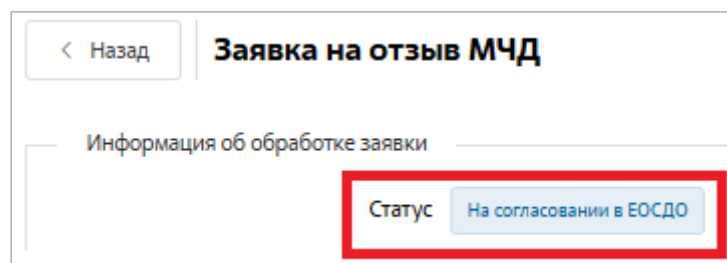 Назад
Заявка на отзыв МЧД
Информация об обработке заявки
Статус На согласовании в ЕОСДО